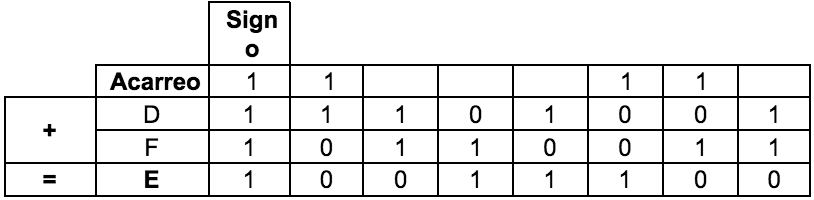 Sign
o
Acarreo 1 1 1 1
+ D 1 1 1 0 1 0 0 1
F 1 0 1 1 0 0 1 1
= E 1 0 0 1 1 1 0 0